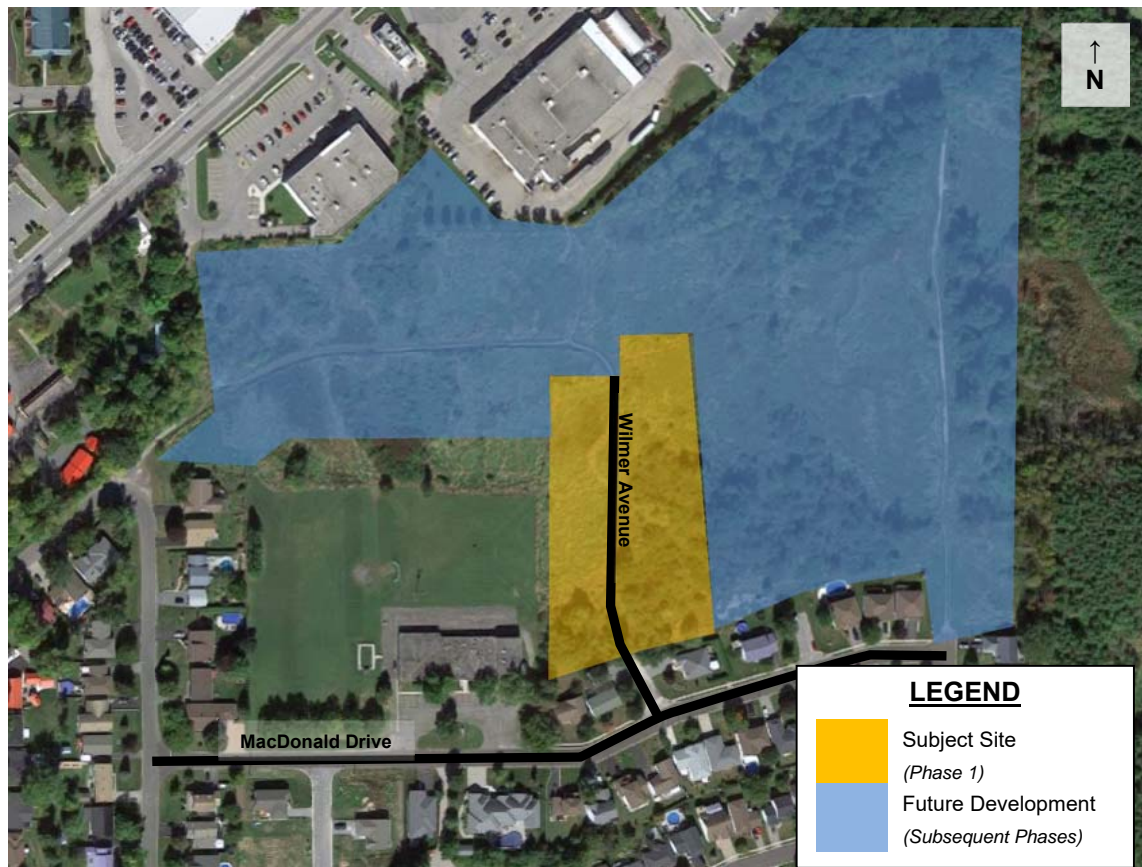 ↑
N
Wilmer Avenue
MacDonald Drive
LEGEND
Subject Site
(Phase 1)
Future Development
(Subsequent Phases)